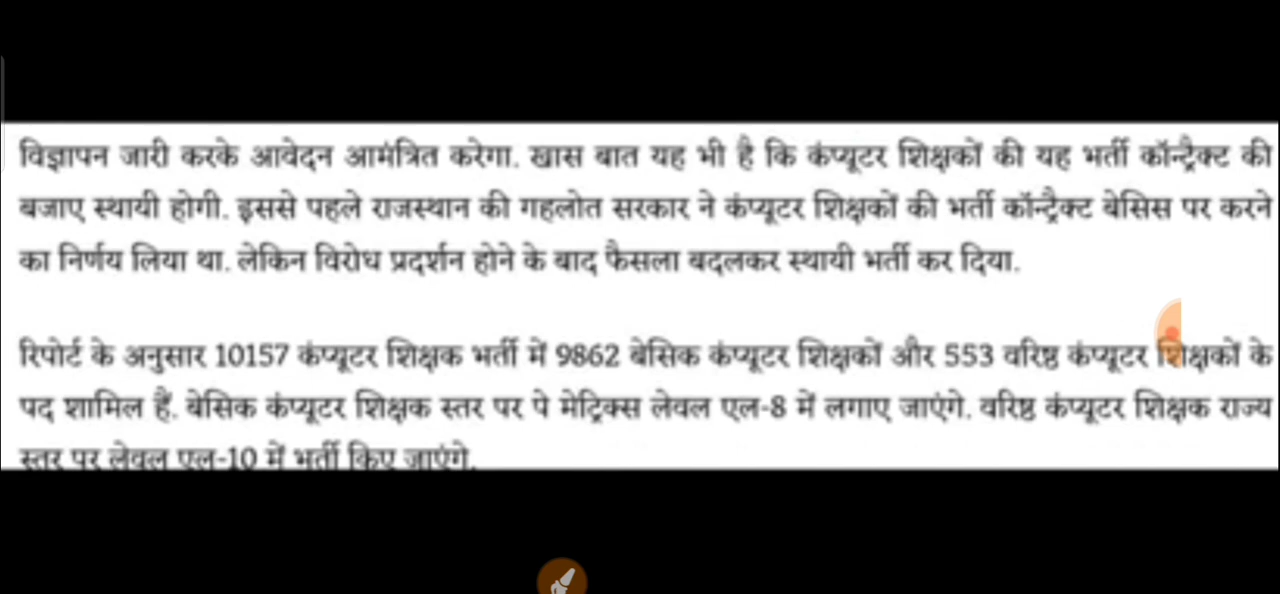 विज्ञापन जारी करके आवेदन आमंत्रित करेगा. खास बात यह भी है कि कंप्यूटर शिक्षकों की यह भर्ती कॉन्ट्रैक्ट की
बजाए स्थायी होगी. इससे पहले राजस्थान की गहलोत सरकार ने कंप्यूटर शिक्षकों की भर्ती कॉन्ट्रैक्ट बेसिस पर करने
का निर्णय लिया था. लेकिन विरोध प्रदर्शन होने के बाद फैसला बदलकर स्थायी भर्ती कर दिया.
रिपोर्ट के अनुसार 10157 कंप्यूटर शिक्षक भर्ती में 9862 बेसिक कंप्यूटर शिक्षकों और 553 वरिष्ठ कंप्यूटर शिक्षकों के
पद शामिल हैं. बेसिक कंप्यूटर शिक्षक स्तर पर पे मेट्रिक्स लेवल एल-8 में लगाए जाएंगे. वरिष्ठ कंप्यूटर शिक्षक राज्य
स्तर पर लेवल एल-10 में भर्ती किए जाएंगे.